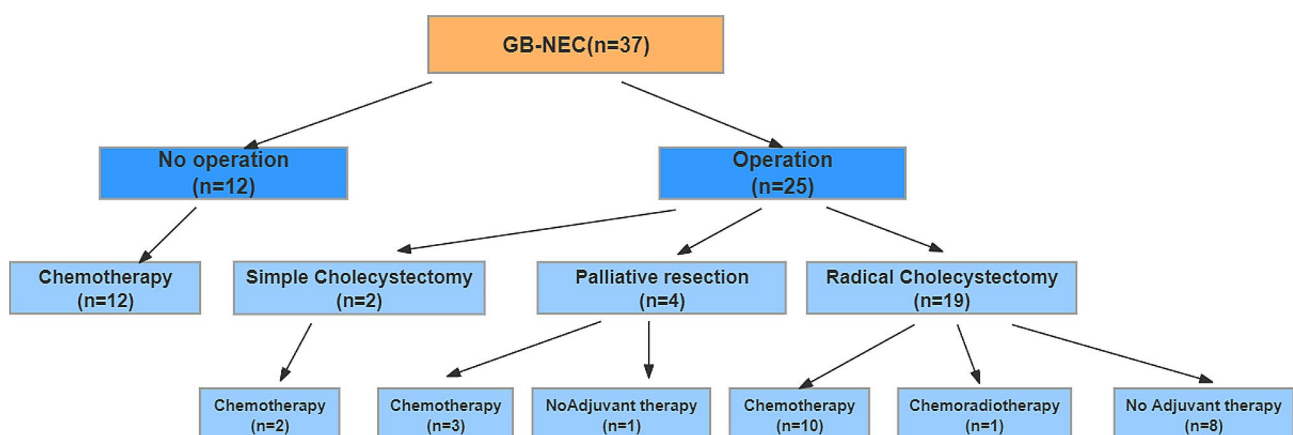 GB-NEC(n=37)
No operation
(n=12)
Operation
(n=25)
Chemotherapy
(n=12)
Simple Cholecystectomy
(n=2)
Palliative resection
(n=4)
Radical Cholecystectomy
(n=19)
Chemotherapy
(n=2)
Chemotherapy
(n=3)
NoAdjuvant therapy
(n=1)
Chemotherapy
(n=10)
Chemoradiotherapy
(n=1)
No Adjuvant therapy
(n=8)